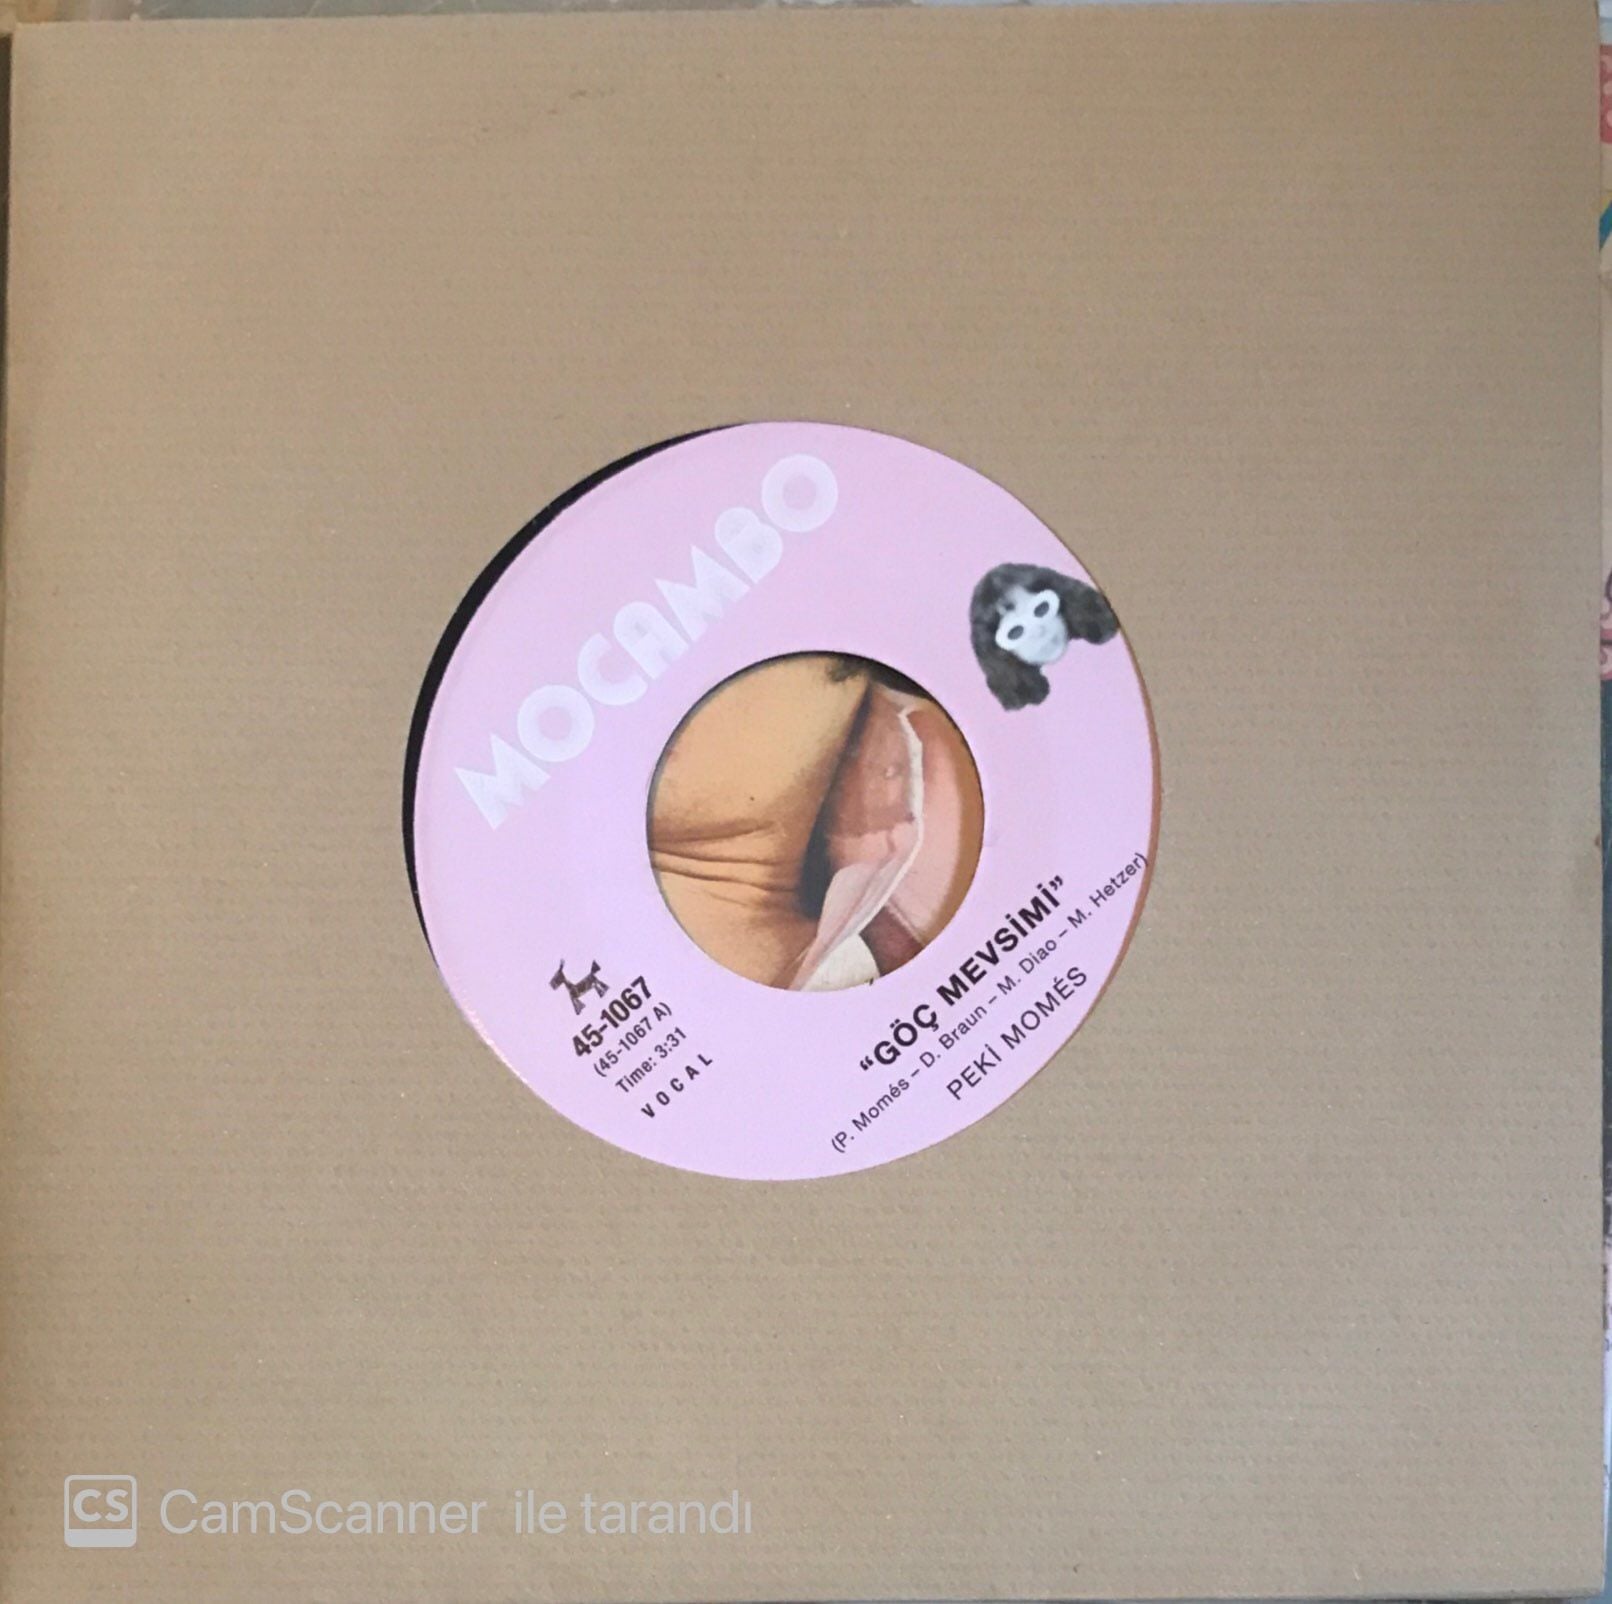 MOCAMBO
45-1067
(45-1067 A)
Time: 3:31
VOCAL
“GÖÇ MEVSİMİ”
(P. Momés – D. Braun – M. Diao – M. Hetzer)
PEKİ MOMÉS
CS CamScanner ile tarandı